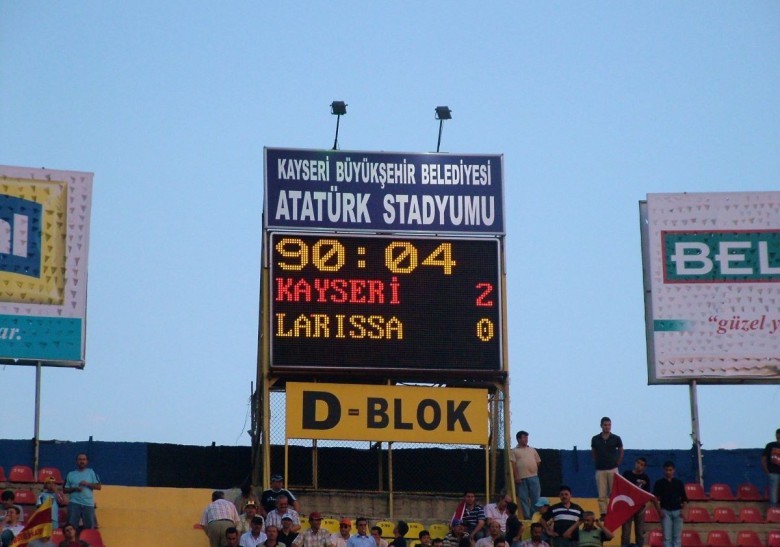 KAYSERİ BÜYÜKŞEHİR BELEDİYESİ
ATATÜRK STADYUMU
90:04
KAYSERİ 2
LARISSA 0
D-BLOK
BEL
"güzel